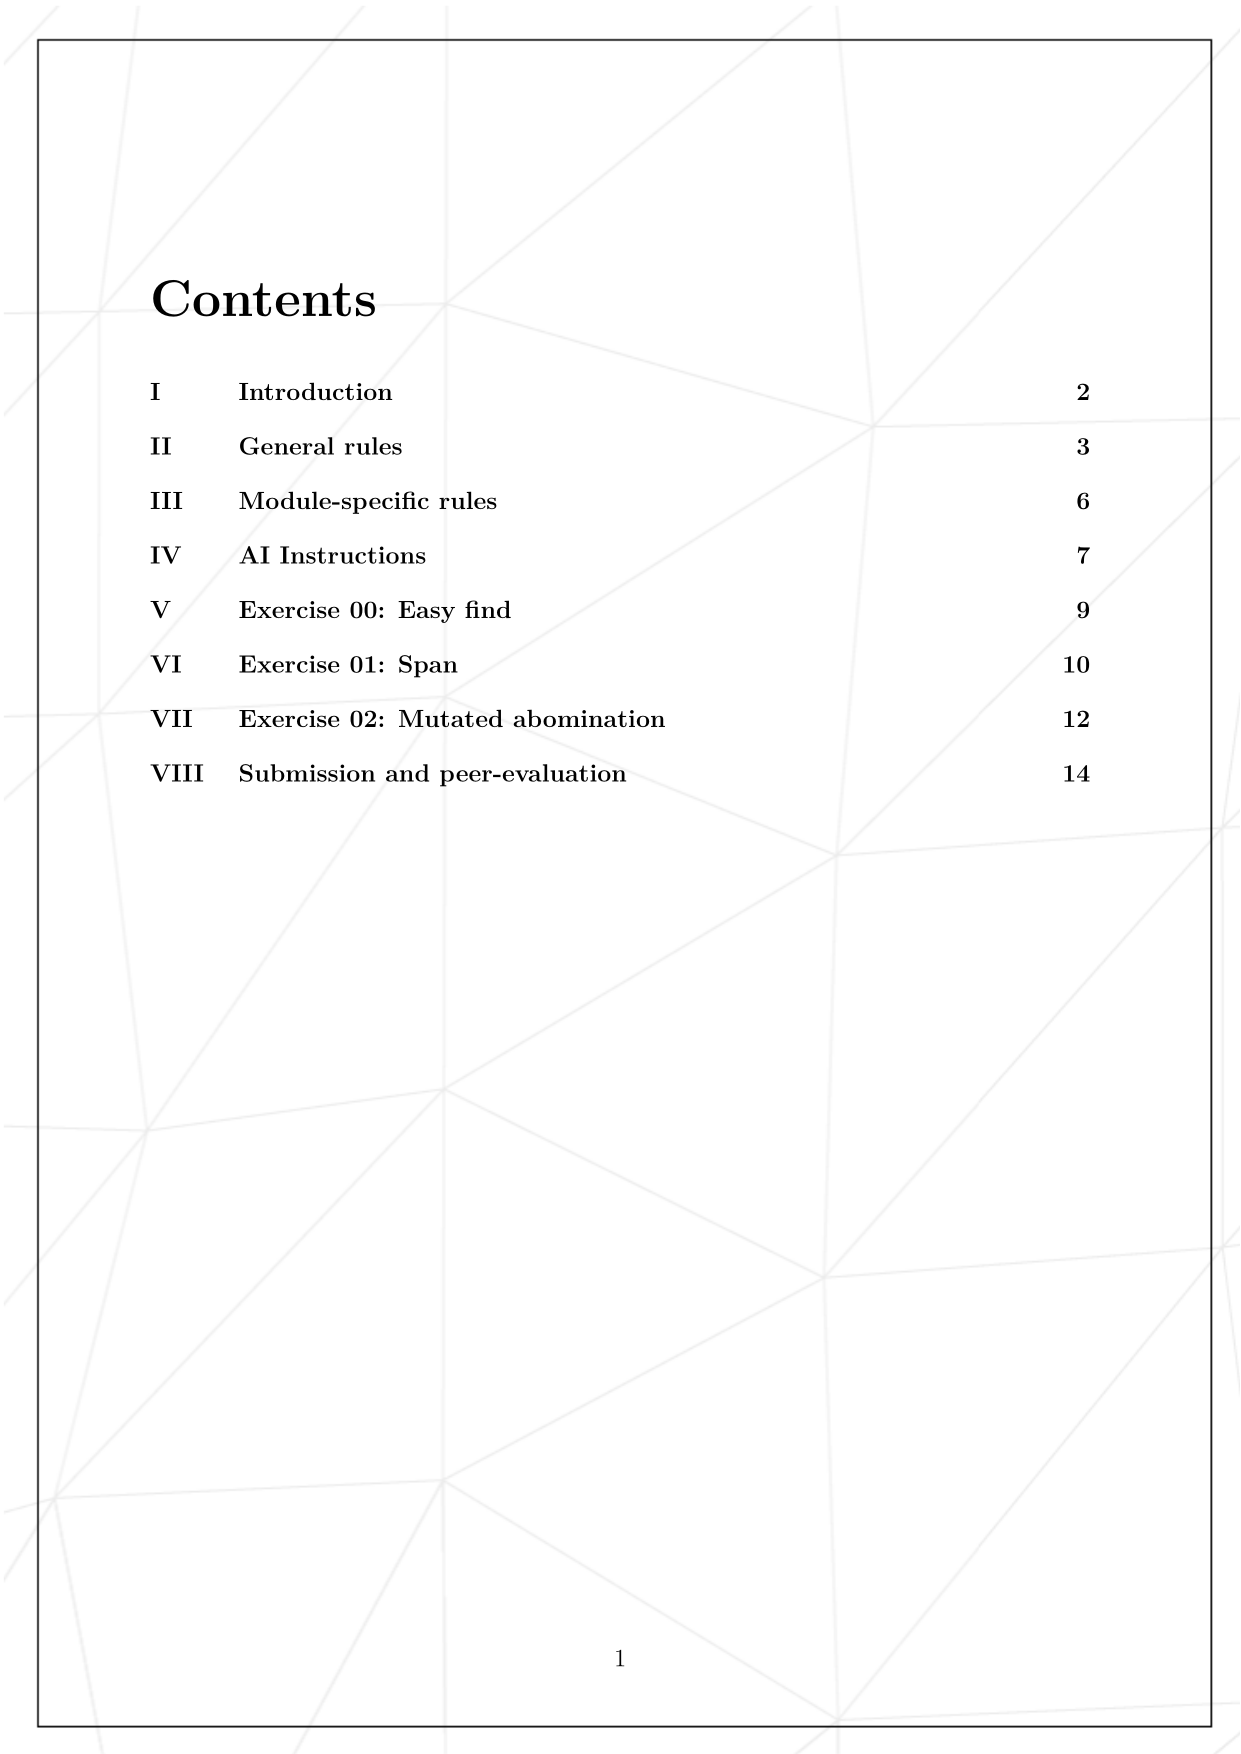 Contents
I Introduction 2
II General rules 3
III Module-specific rules 6
IV AI Instructions 7
V Exercise 00: Easy find 9
VI Exercise 01: Span 10
VII Exercise 02: Mutated abomination 12
VIII Submission and peer-evaluation 14
1